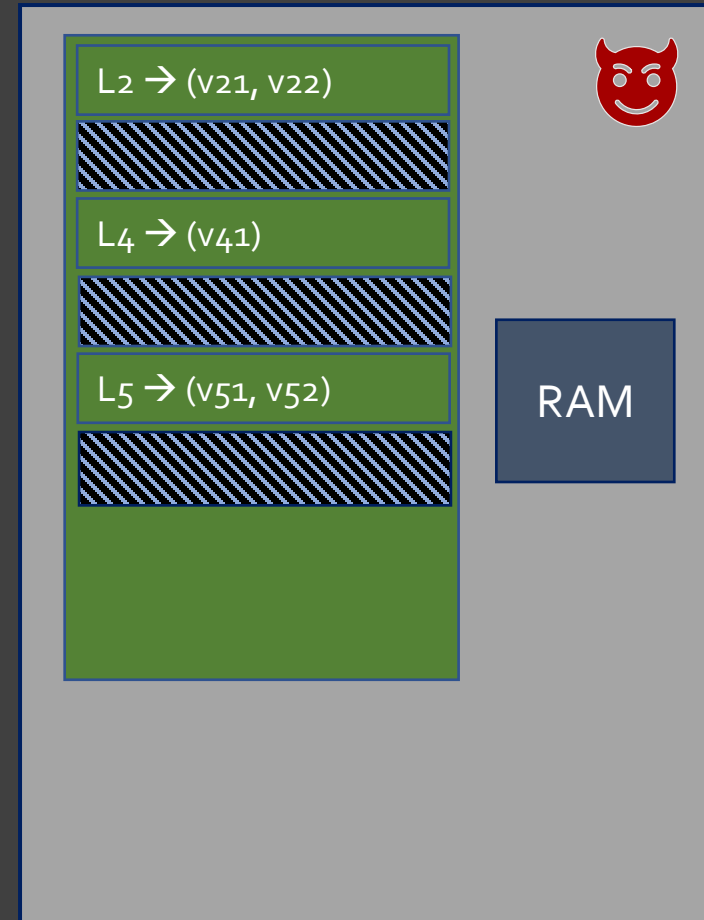 L2 → (v21, v22)
L4 → (v41)
L5 → (v51, v52)
RAM